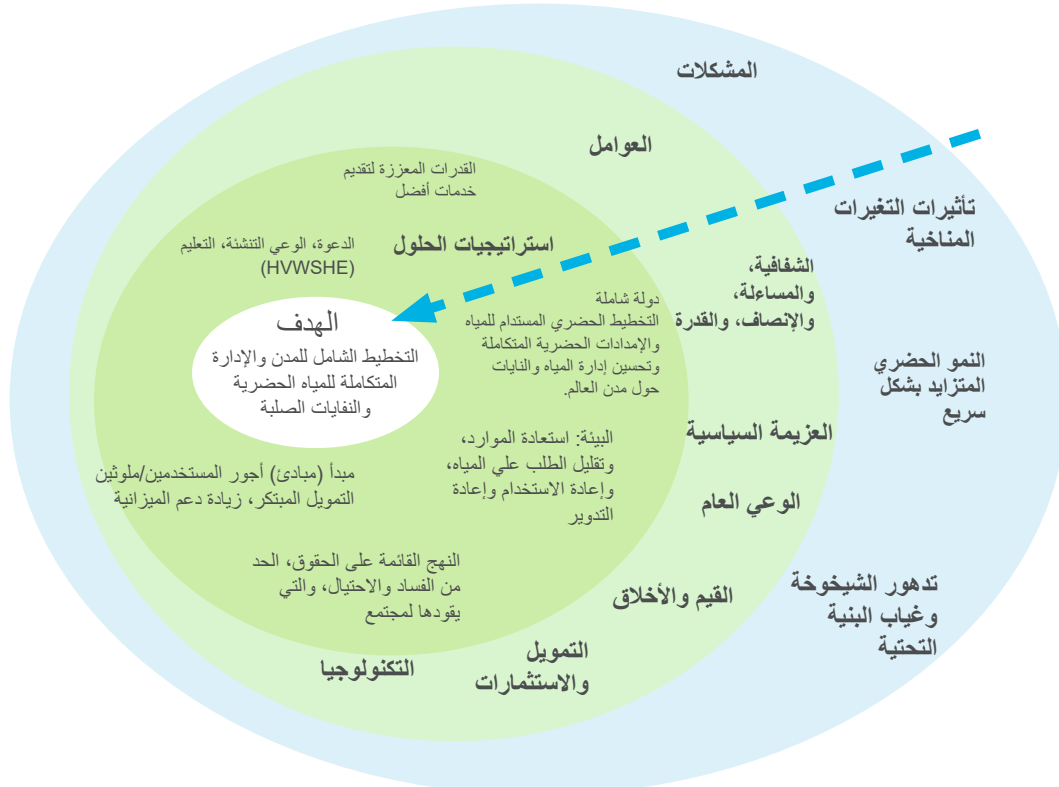 المشكلات
العوامل
القدرات المعززة لتقديم
خدمات أفضل
تأثيرات التغيرات
المناخية
استراتيجيات الحلول
الدعوة، الوعي التنشئة، التعليم
(HVWSHE)
الشفافية،
والمساءلة،
والإنصاف، والقدرة
دولة شاملة
التخطيط الحضري المستدام للمياه
والإمدادات الحضرية المتكاملة
وتحسين إدارة المياه والنايات
حول مدن العالم.
الهدف
التخطيط الشامل للمدن والإدارة
المتكاملة للمياه الحضرية
والنفايات الصلبة
النمو الحضري
المتزايد بشكل
سريع
العزيمة السياسية
البيئة: استعادة الموارد،
وتقليل الطلب علي المياه،
وإعادة الاستخدام وإعادة
التدوير
مبدأ (مبادئ) أجور المستخدمين/ملوثين
التمويل المبتكر، زيادة دعم الميزانية
الوعي العام
النهج القائمة على الحقوق، الحد
من الفساد والاحتيال، والتي
يقودها لمجتمع
تدهور الشيخوخة
وغياب البنية
التحتية
القيم والأخلاق
التمويل
والاستثمارات
التكنولوجيا